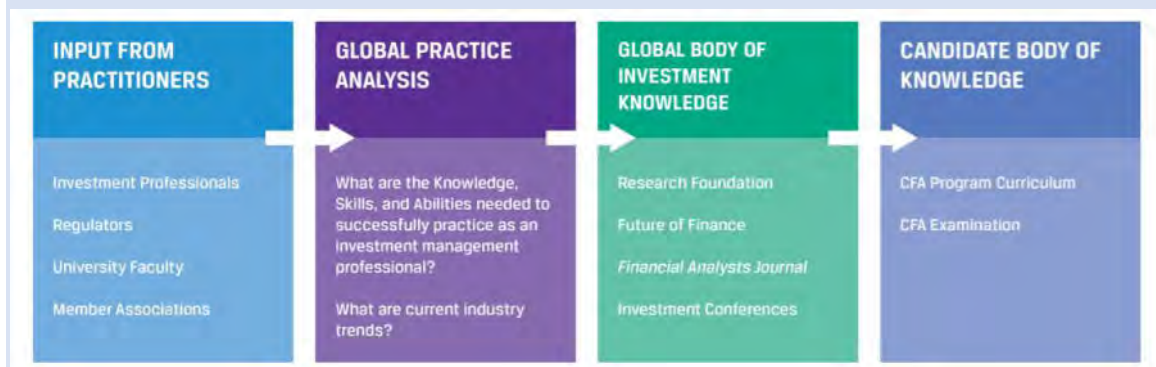 INPUT FROM
PRACTITIONERS
Investment Professionals
Regulators
University Faculty
Member Associations
GLOBAL PRACTICE
ANALYSIS
What are the Knowledge,
Skills, and Abilities needed to
successfully practice as an
investment management
professional?
What are current industry
trends?
GLOBAL BODY OF
INVESTMENT
KNOWLEDGE
Research Foundation
Future of Finance
Financial Analysts Journal
Investment Conferences
CANDIDATE BODY OF
KNOWLEDGE
CFA Program Curriculum
CFA Examination